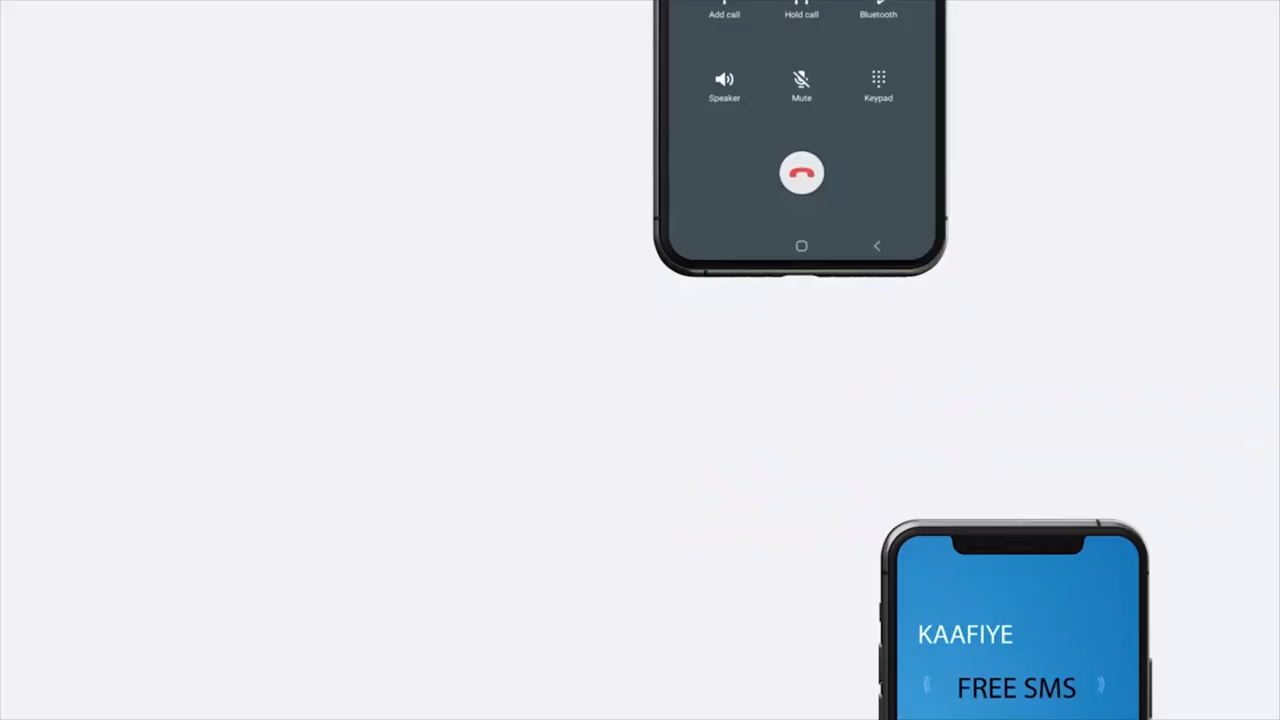 Add call Hold call Bluetooth
Speaker Mute Keypad
KAAFIYE
FREE SMS